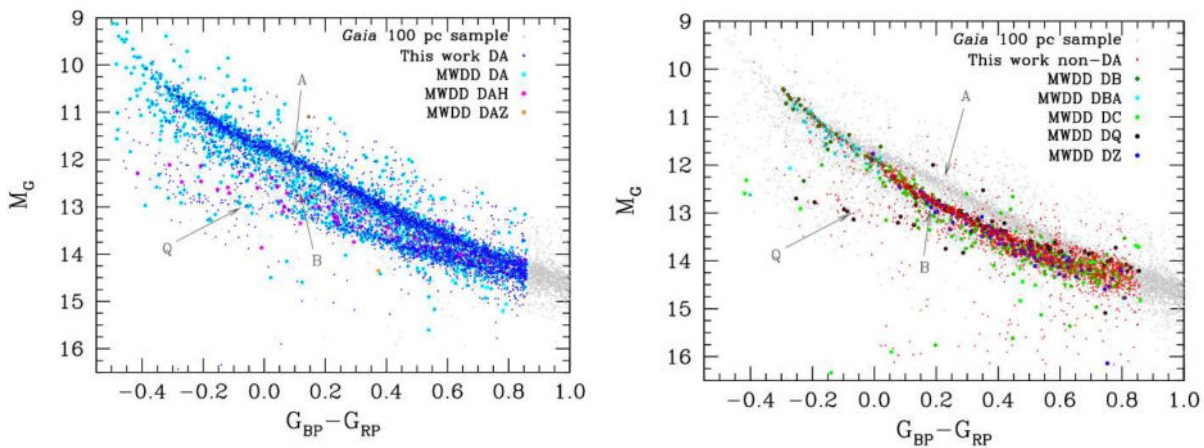 9
10
11
12
13
14
15
16
M_G
Gaia 100 pc sample
This work DA
MWDD DA
MWDD DAH
MWDD DAZ
A
Q
B
−0.4 −0.2 0.0 0.2 0.4 0.6 0.8 1.0
G_BP−G_RP
9
10
11
12
13
14
15
16
M_G
Gaia 100 pc sample
This work non−DA
MWDD DB
MWDD DBA
MWDD DC
MWDD DQ
MWDD DZ
A
Q
B
−0.4 −0.2 0.0 0.2 0.4 0.6 0.8 1.0
G_BP−G_RP